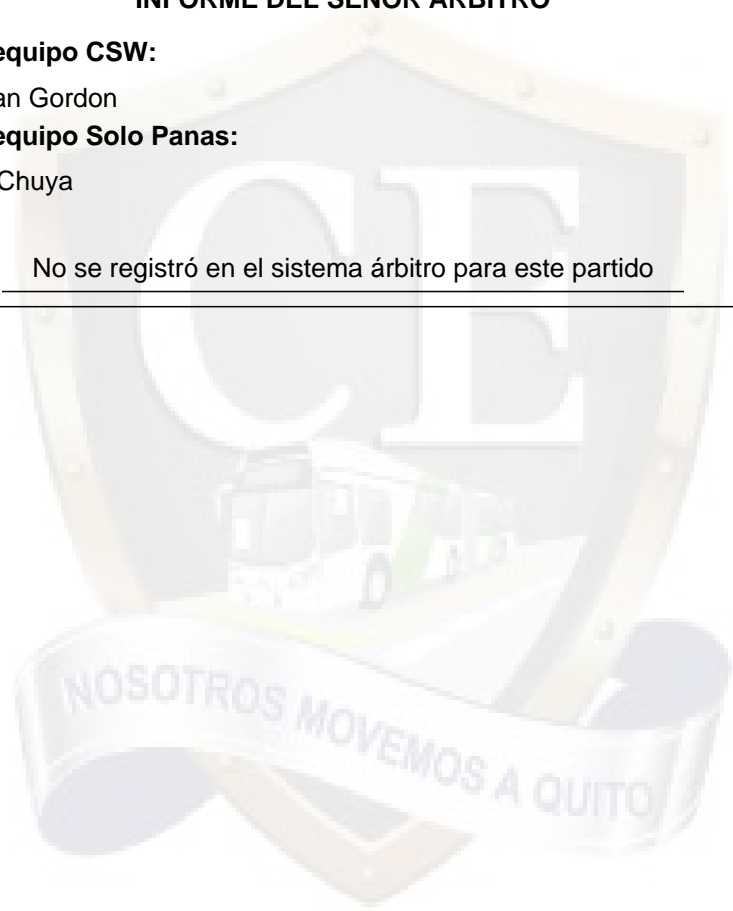 INFORME DEL SEÑOR ARBITRO
equipo CSW:
an Gordon
equipo Solo Panas:
Chuya
No se registró en el sistema árbitro para este partido
CE
NOSOTROS MOVEMOS A QUITO